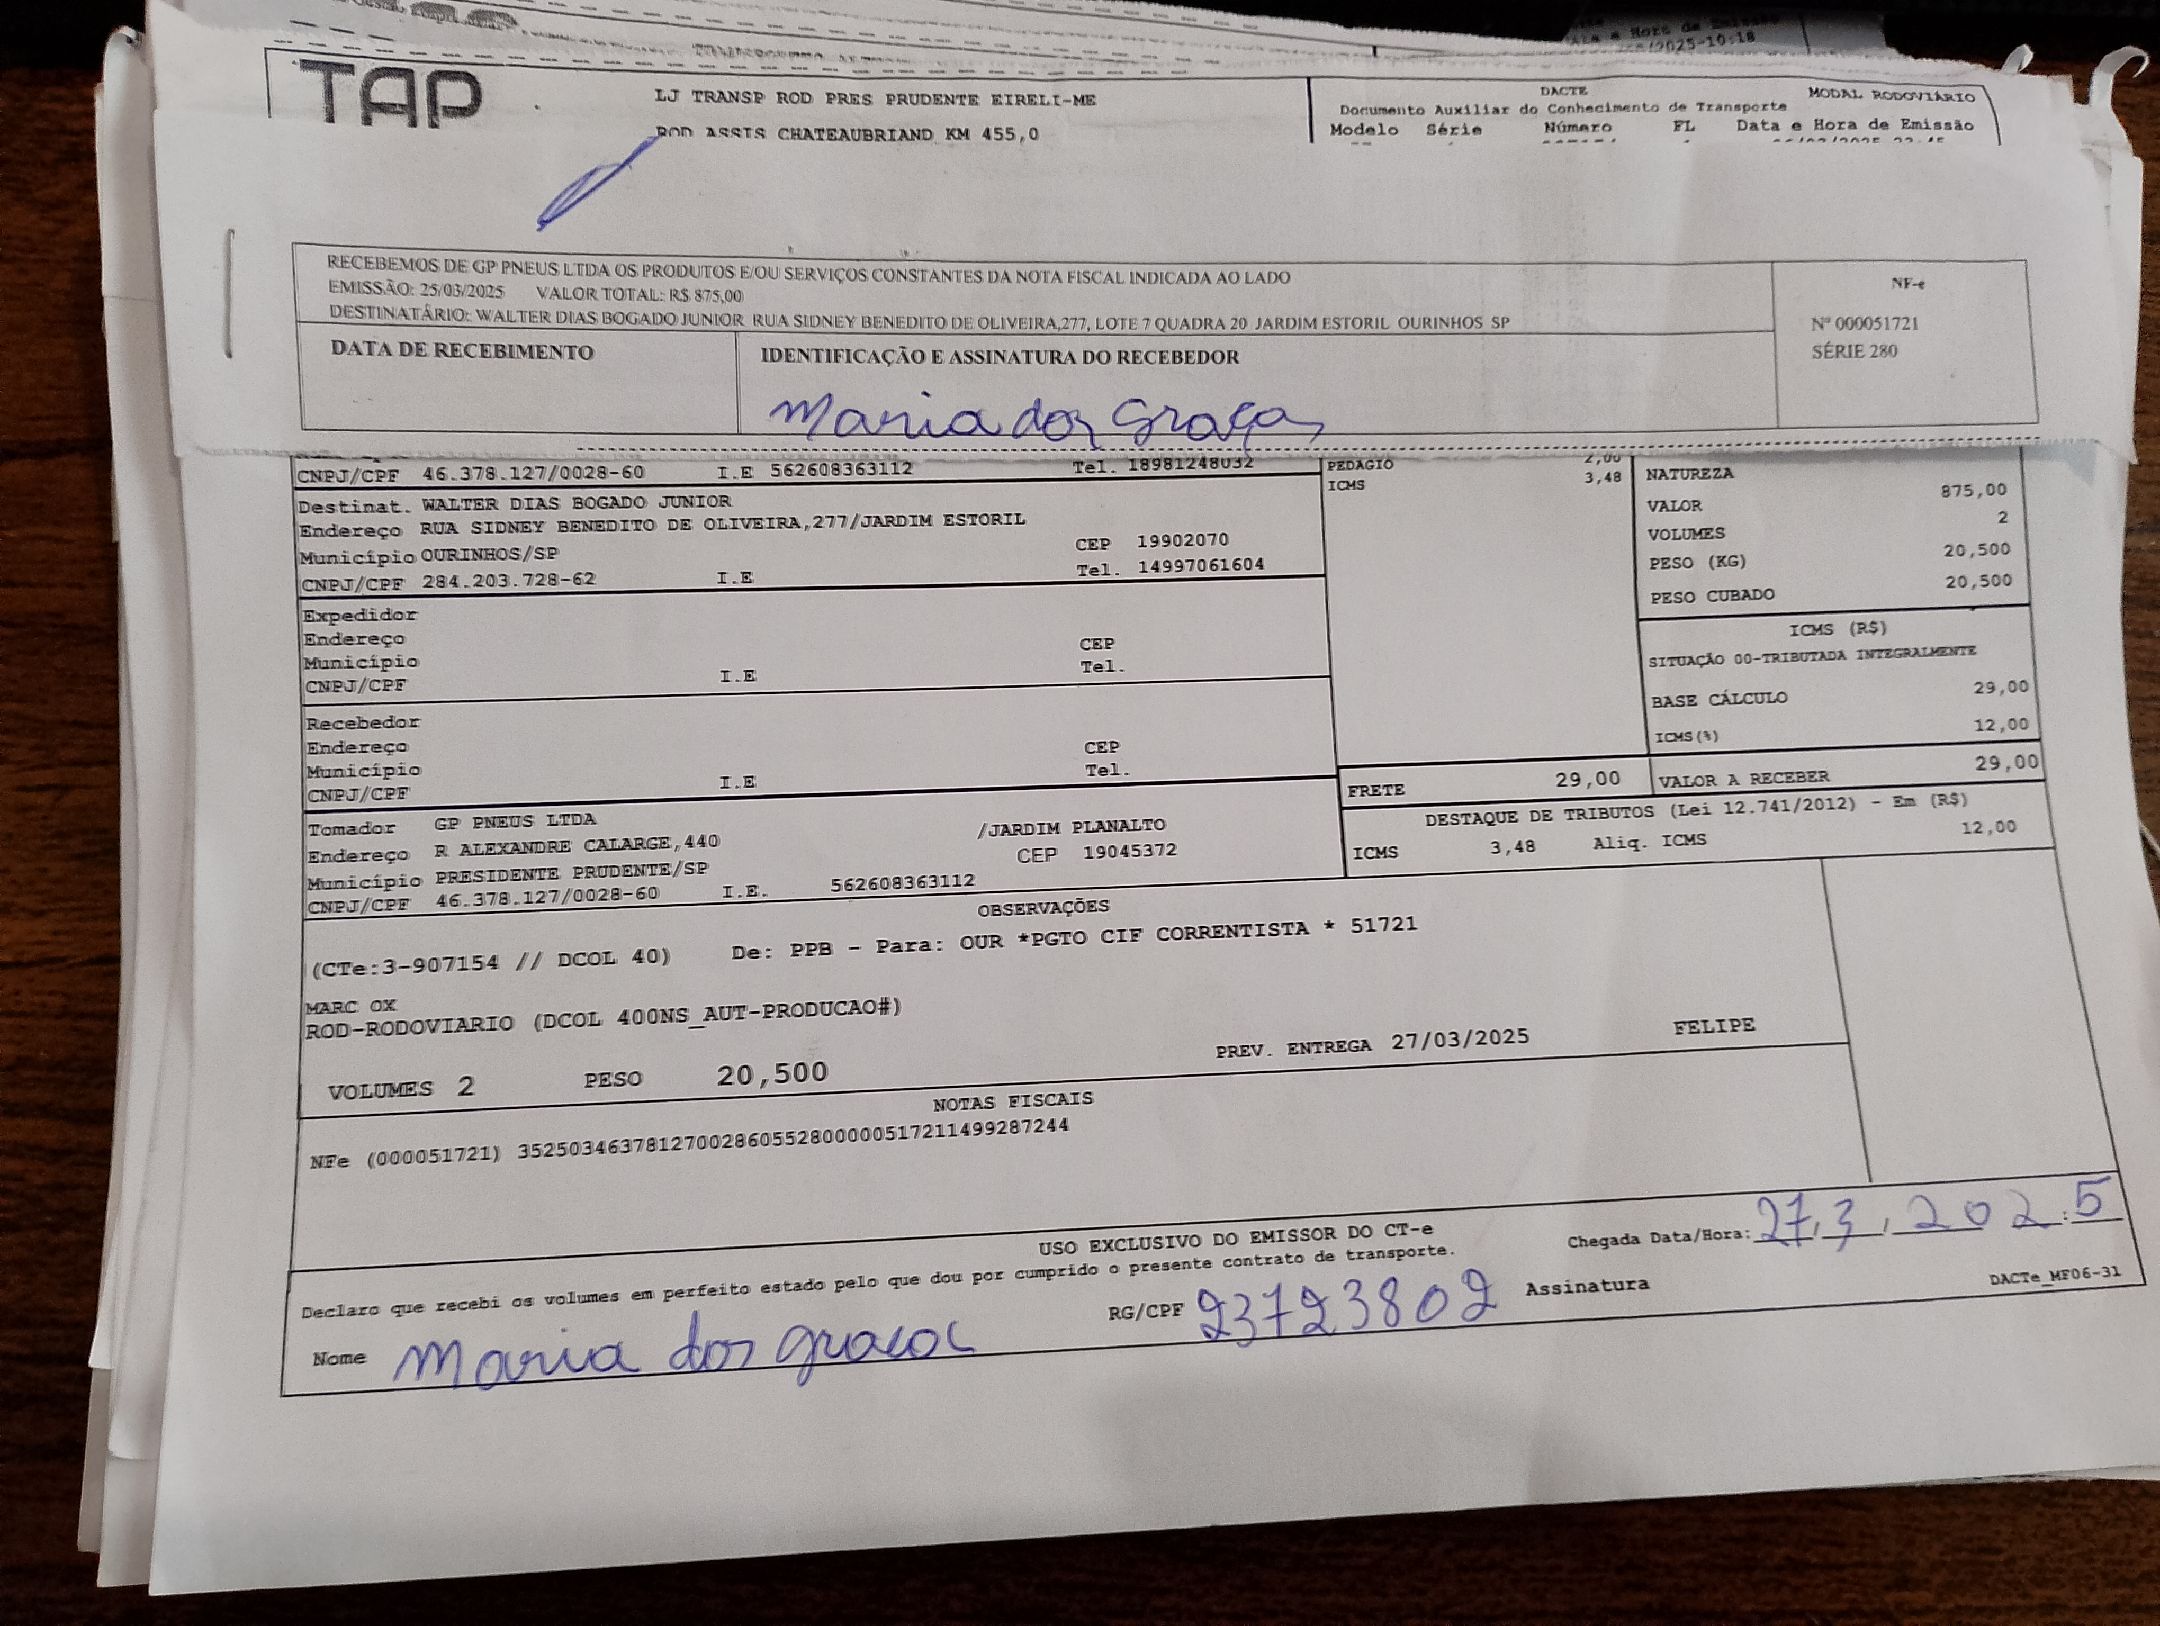 TAP
LJ TRANSP ROD PRES PRUDENTE EIRELI-ME
ROD ASSIS CHATEAUBRIAND KM 455,0
DACTE
MODAL RODOVIÁRIO
Documento Auxiliar do Conhecimento de Transporte
Modelo Série Número FL Data e Hora de Emissão
RECEBEMOS DE GP PNEUS LTDA OS PRODUTOS E/OU SERVIÇOS CONSTANTES DA NOTA FISCAL INDICADA AO LADO
EMISSÃO: 25/03/2025 VALOR TOTAL: R$ 875,00
DESTINATÁRIO: WALTER DIAS BOGADO JUNIOR RUA SIDNEY BENEDITO DE OLIVEIRA,277, LOTE 7 QUADRA 20 JARDIM ESTORIL OURINHOS SP
NF-e
Nº 000051721
SÉRIE 280
DATA DE RECEBIMENTO
IDENTIFICAÇÃO E ASSINATURA DO RECEBEDOR
Maria das Graças
CNPJ/CPF 46.378.127/0028-60 I.E 562608363112 Tel. 18981248032
Destinat. WALTER DIAS BOGADO JUNIOR
Endereço RUA SIDNEY BENEDITO DE OLIVEIRA,277/JARDIM ESTORIL
Município OURINHOS/SP CEP 19902070
CNPJ/CPF 284.203.728-62 I.E Tel. 14997061604
Expedidor
Endereço
Município CEP
CNPJ/CPF I.E Tel.
Recebedor
Endereço
Município CEP
CNPJ/CPF I.E Tel.
Tomador GP PNEUS LTDA
Endereço R ALEXANDRE CALARGE,440 /JARDIM PLANALTO
Município PRESIDENTE PRUDENTE/SP CEP 19045372
CNPJ/CPF 46.378.127/0028-60 I.E. 562608363112
PEDAGIO 2,00
ICMS 3,48
FRETE 29,00
NATUREZA
VALOR 875,00
VOLUMES 2
PESO (KG) 20,500
PESO CUBADO 20,500
ICMS (R$)
SITUAÇÃO 00-TRIBUTADA INTEGRALMENTE
BASE CÁLCULO 29,00
ICMS(%) 12,00
VALOR A RECEBER 29,00
DESTAQUE DE TRIBUTOS (Lei 12.741/2012) - Em (R$)
ICMS 3,48 Aliq. ICMS 12,00
OBSERVAÇÕES
(CTe:3-907154 // DCOL 40) De: PPB - Para: OUR *PGTO CIF CORRENTISTA * 51721
MARC OX
ROD-RODOVIARIO (DCOL 400NS_AUT-PRODUCAO#)
VOLUMES 2 PESO 20,500 PREV. ENTREGA 27/03/2025 FELIPE
NOTAS FISCAIS
NFe (000051721) 35250346378127002860552800000517211499287244
USO EXCLUSIVO DO EMISSOR DO CT-e
Declaro que recebi os volumes em perfeito estado pelo que dou por cumprido o presente contrato de transporte.
Chegada Data/Hora: 27/3/2025
Nome Maria das graças RG/CPF 23723802 Assinatura
DACTe_MF06-31